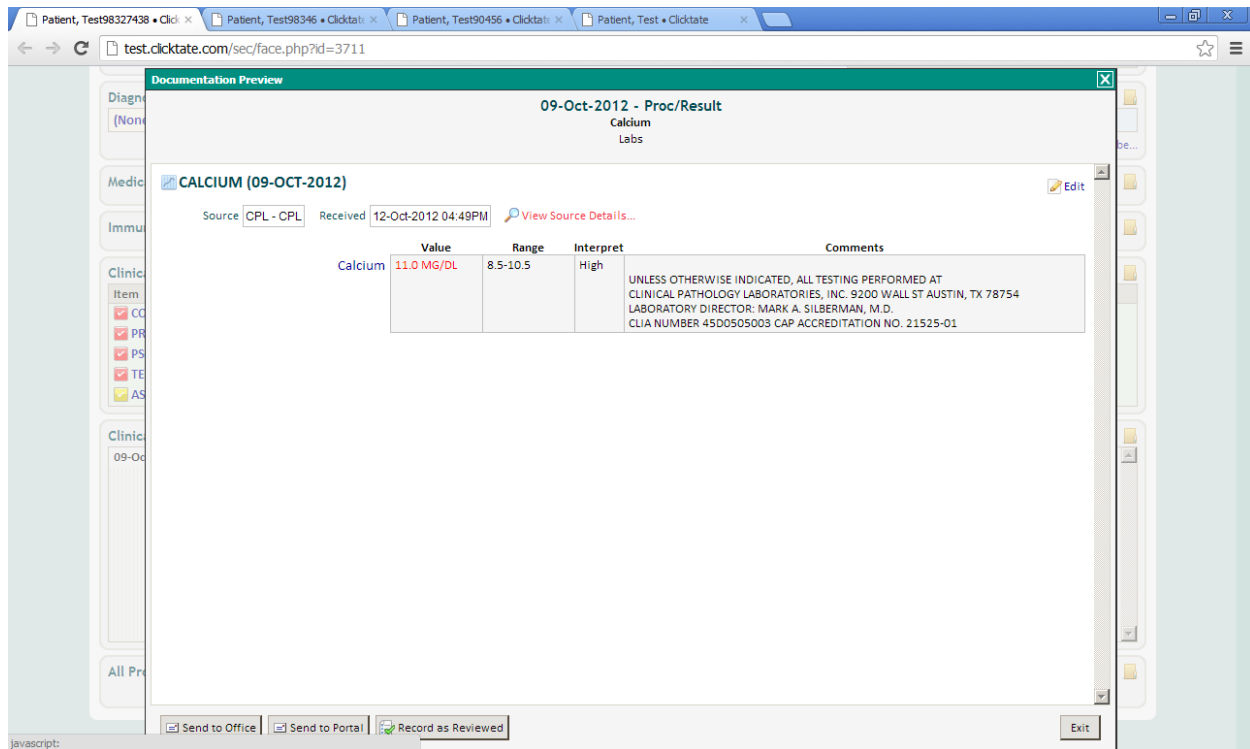 Patient, Test98327438 • Click
Patient, Test98346 • Clicktate
Patient, Test90456 • Clicktate
Patient, Test • Clicktate
test.clicktate.com/sec/face.php?id=3711
Documentation Preview
09-Oct-2012 - Proc/Result
Calcium
Labs
Diagn
(None
be...
Medic
CALCIUM (09-OCT-2012)
Edit
Source CPL - CPL Received 12-Oct-2012 04:49PM View Source Details...
Immu
Value Range Interpret Comments
Calcium 11.0 MG/DL 8.5-10.5 High
UNLESS OTHERWISE INDICATED, ALL TESTING PERFORMED AT
CLINICAL PATHOLOGY LABORATORIES, INC. 9200 WALL ST AUSTIN, TX 78754
LABORATORY DIRECTOR: MARK A. SILBERMAN, M.D.
CLIA NUMBER 45D0505003 CAP ACCREDITATION NO. 21525-01
Clinic
Item
CO
PR
PS
TE
AS
Clinic
09-Oc
All Pro
Send to Office Send to Portal Record as Reviewed Exit
javascript: